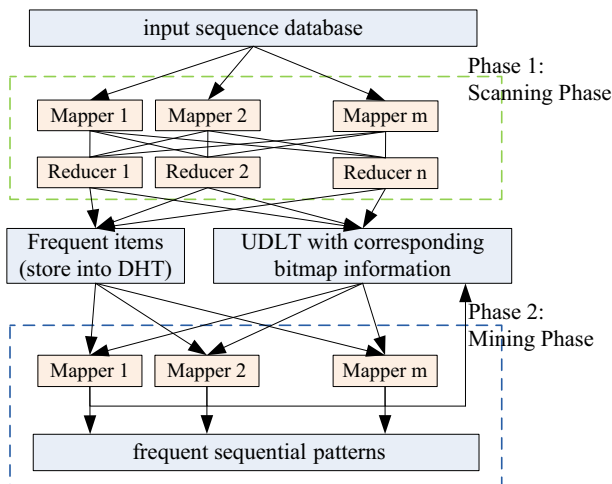 input sequence database
Phase 1:
Scanning Phase
Mapper 1
Mapper 2
Mapper m
Reducer 1
Reducer 2
Reducer n
Frequent items
(store into DHT)
UDLT with corresponding
bitmap information
Phase 2:
Mining Phase
Mapper 1
Mapper 2
Mapper m
frequent sequential patterns